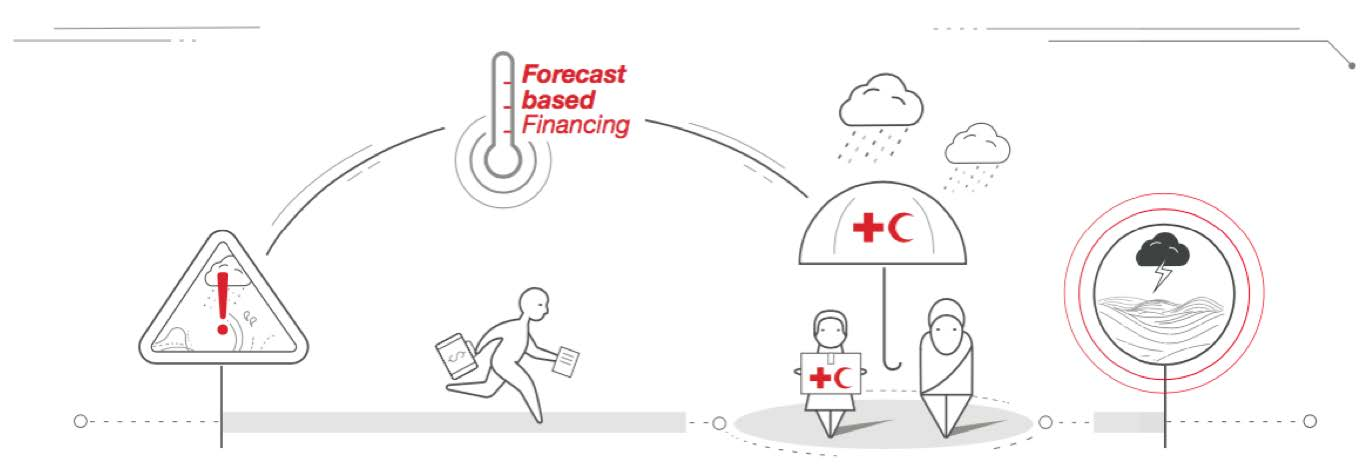 Forecast
based
Financing
!
$